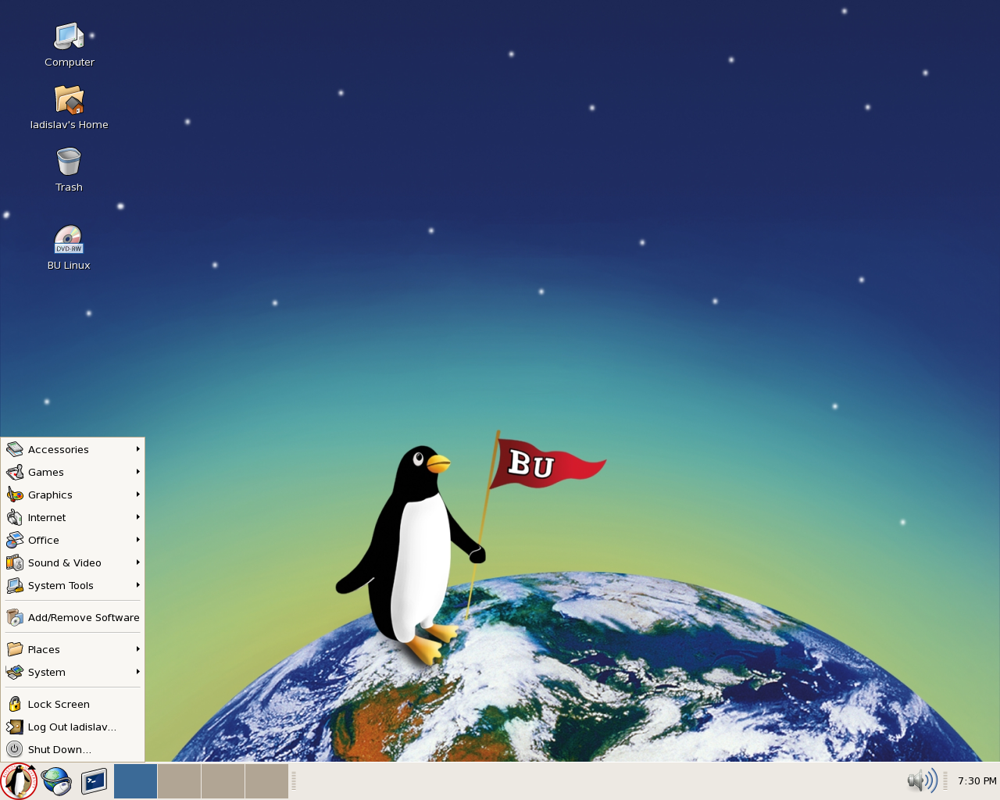 Computer
ladislav's Home
Trash
DVD-RW
BU Linux
BU
Accessories
Games
Graphics
Internet
Office
Sound & Video
System Tools
Add/Remove Software
Places
System
Lock Screen
Log Out ladislav...
Shut Down...
7:30 PM